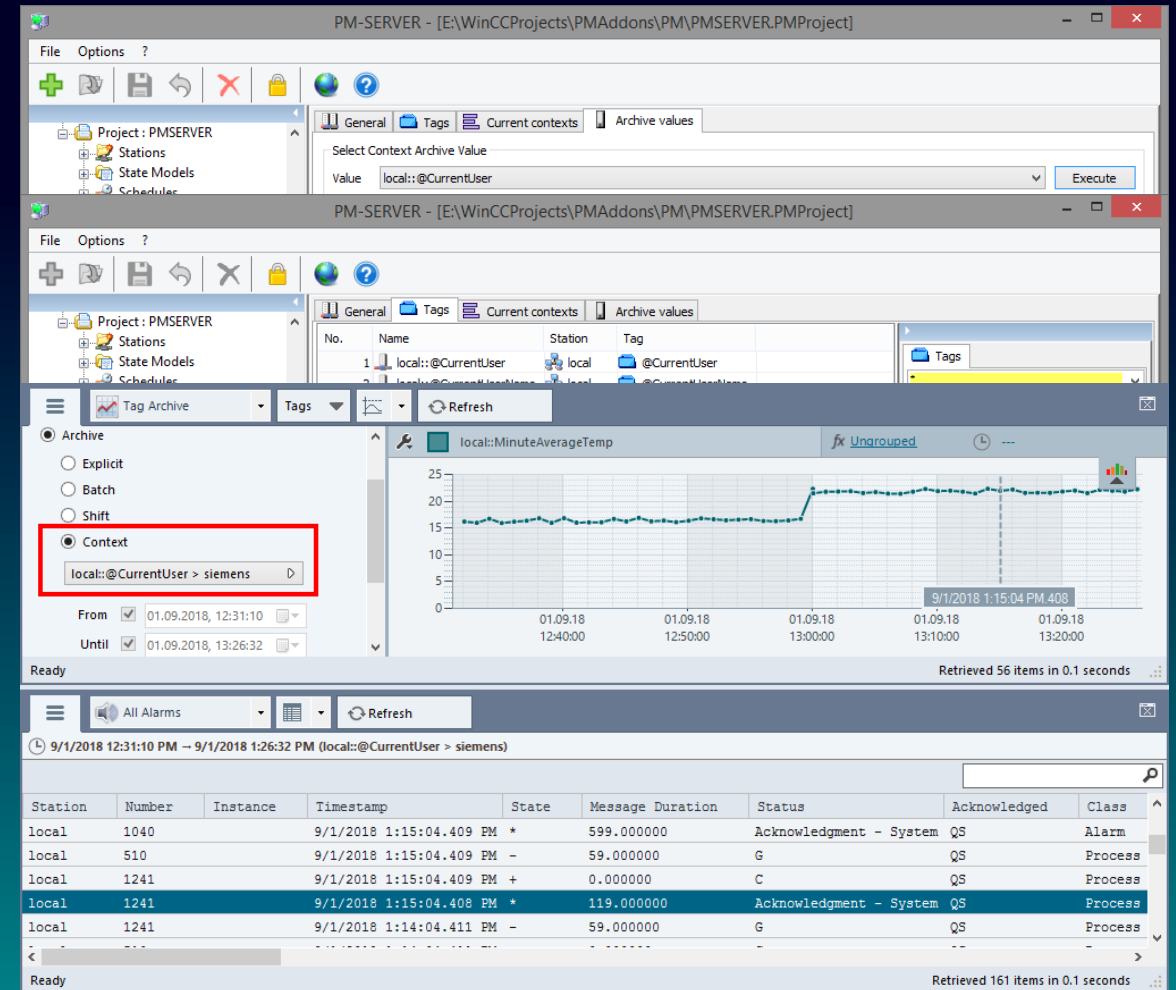 PM-SERVER - [E:\WinCCProjects\PMAddons\PM\PMSERVER.PMProject]
File Options ?
General Tags Current contexts Archive values
Project : PMSERVER
Stations
State Models
Schedules
Select Context Archive Value
Value local::@CurrentUser Execute
PM-SERVER - [E:\WinCCProjects\PMAddons\PM\PMSERVER.PMProject]
File Options ?
General Tags Current contexts Archive values
Project : PMSERVER
Stations
State Models
Schedules
No. Name Station Tag
1 local::@CurrentUser local @CurrentUser
2 local::@CurrentUserName local @CurrentUserName
Tags
*
Tag Archive Tags Refresh
Archive
Explicit
Batch
Shift
Context
local::@CurrentUser > siemens
From 01.09.2018, 12:31:10
Until 01.09.2018, 13:26:32
local::MinuteAverageTemp fx Ungrouped ---
25
20
15
10
5
0
9/1/2018 1:15:04 PM.408
01.09.18 01.09.18 01.09.18 01.09.18 01.09.18
12:40:00 12:50:00 13:00:00 13:10:00 13:20:00
Ready Retrieved 56 items in 0.1 seconds
All Alarms Refresh
9/1/2018 12:31:10 PM → 9/1/2018 1:26:32 PM (local::@CurrentUser > siemens)
Station Number Instance Timestamp State Message Duration Status Acknowledged Class
local 1040 9/1/2018 1:15:04.409 PM * 599.000000 Acknowledgment - System QS Alarm
local 510 9/1/2018 1:15:04.409 PM - 59.000000 G QS Process
local 1241 9/1/2018 1:15:04.409 PM + 0.000000 C QS Process
local 1241 9/1/2018 1:15:04.408 PM * 119.000000 Acknowledgment - System QS Process
local 1241 9/1/2018 1:14:04.411 PM - 59.000000 G QS Process
Ready Retrieved 161 items in 0.1 seconds